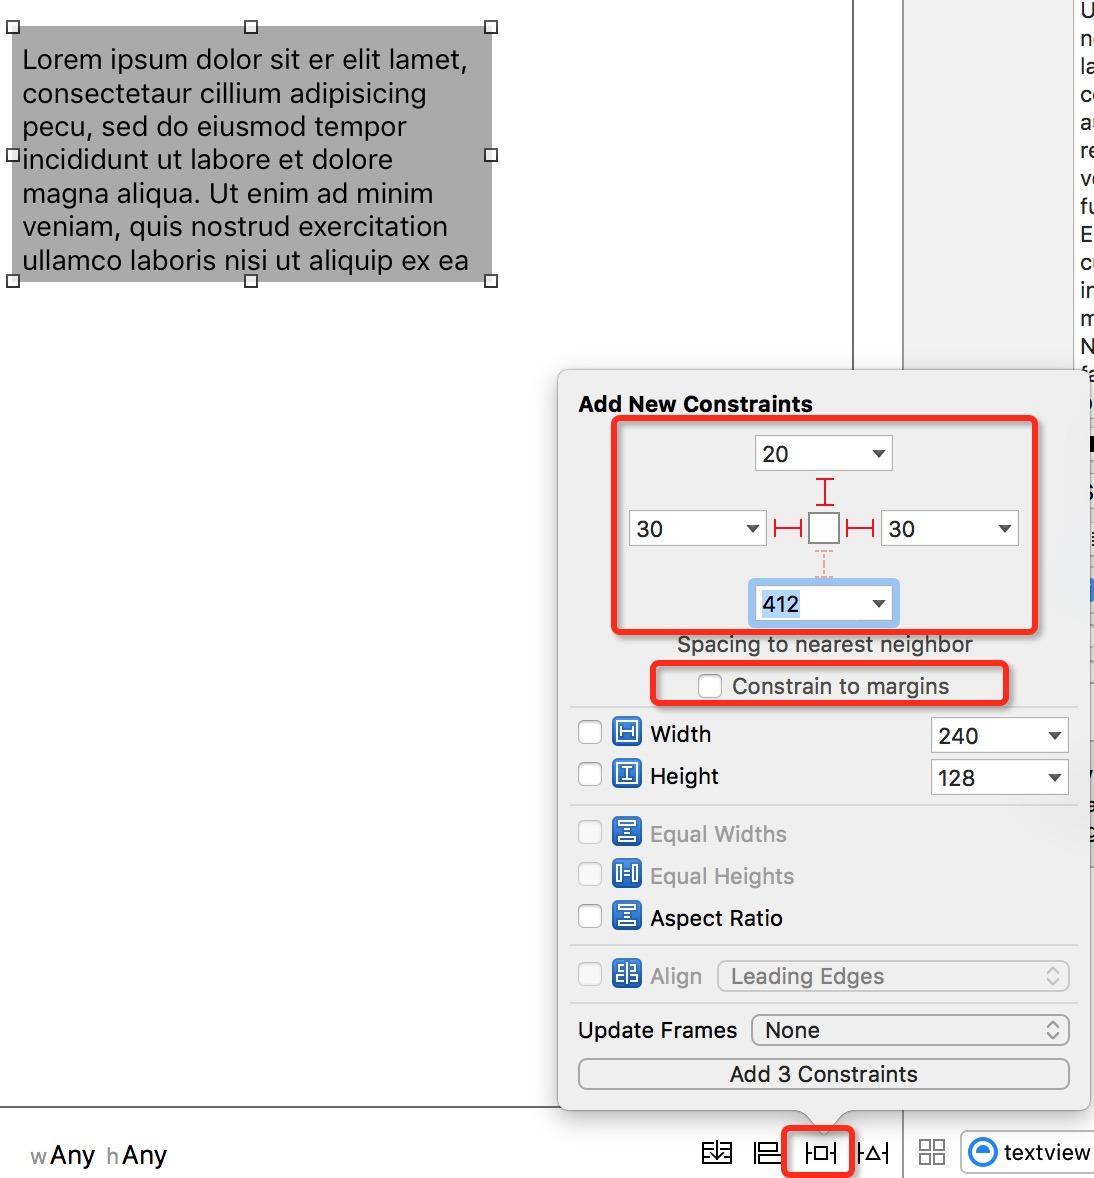 Lorem ipsum dolor sit er elit lamet,
consectetaur cillium adipisicing
pecu, sed do eiusmod tempor
incididunt ut labore et dolore
magna aliqua. Ut enim ad minim
veniam, quis nostrud exercitation
ullamco laboris nisi ut aliquip ex ea
Add New Constraints
20
30
30
412
Spacing to nearest neighbor
Constrain to margins
Width
240
Height
128
Equal Widths
Equal Heights
Aspect Ratio
Align
Leading Edges
Update Frames
None
Add 3 Constraints
wAny hAny
textview